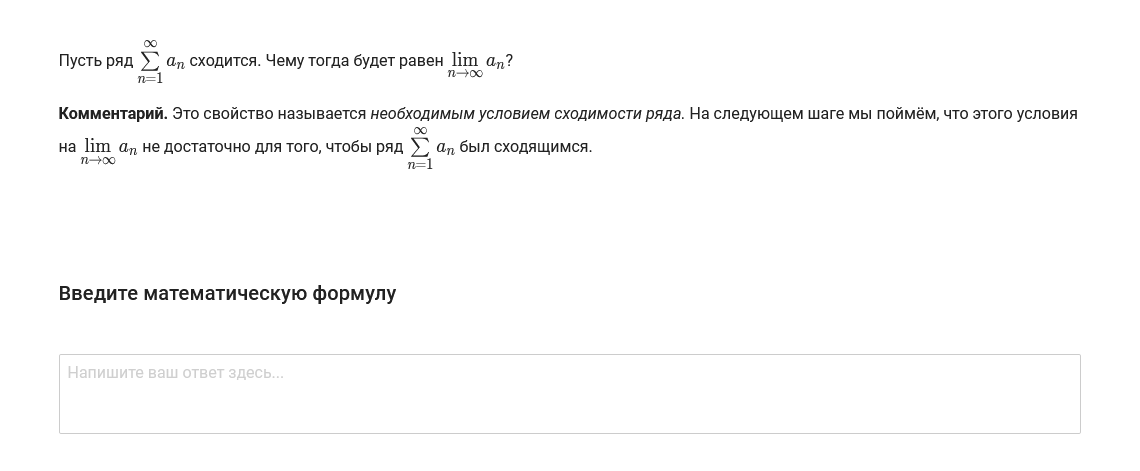 Пусть ряд $\sum_{n=1}^{\infty} a_n$ сходится. Чему тогда будет равен $\lim_{n \to \infty} a_n$?
Комментарий. Это свойство называется необходимым условием сходимости ряда. На следующем шаге мы поймём, что этого условия
на $\lim_{n \to \infty} a_n$ не достаточно для того, чтобы ряд $\sum_{n=1}^{\infty} a_n$ был сходящимся.
Введите математическую формулу
Напишите ваш ответ здесь...